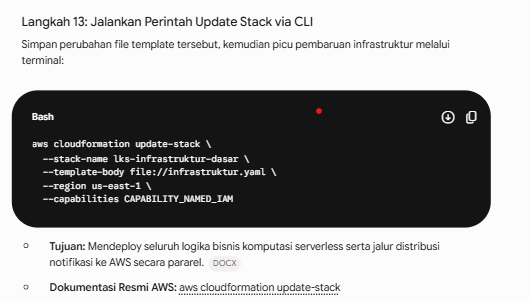 Langkah 13: Jalankan Perintah Update Stack via CLI
Simpan perubahan file template tersebut, kemudian picu pembaruan infrastruktur melalui
terminal:
Bash
aws cloudformation update-stack \
--stack-name lks-infrastruktur-dasar \
--template-body file://infrastruktur.yaml \
--region us-east-1 \
--capabilities CAPABILITY_NAMED_IAM
Tujuan: Mendeploy seluruh logika bisnis komputasi serverless serta jalur distribusi
notifikasi ke AWS secara pararel. DOCX
Dokumentasi Resmi AWS: aws cloudformation update-stack